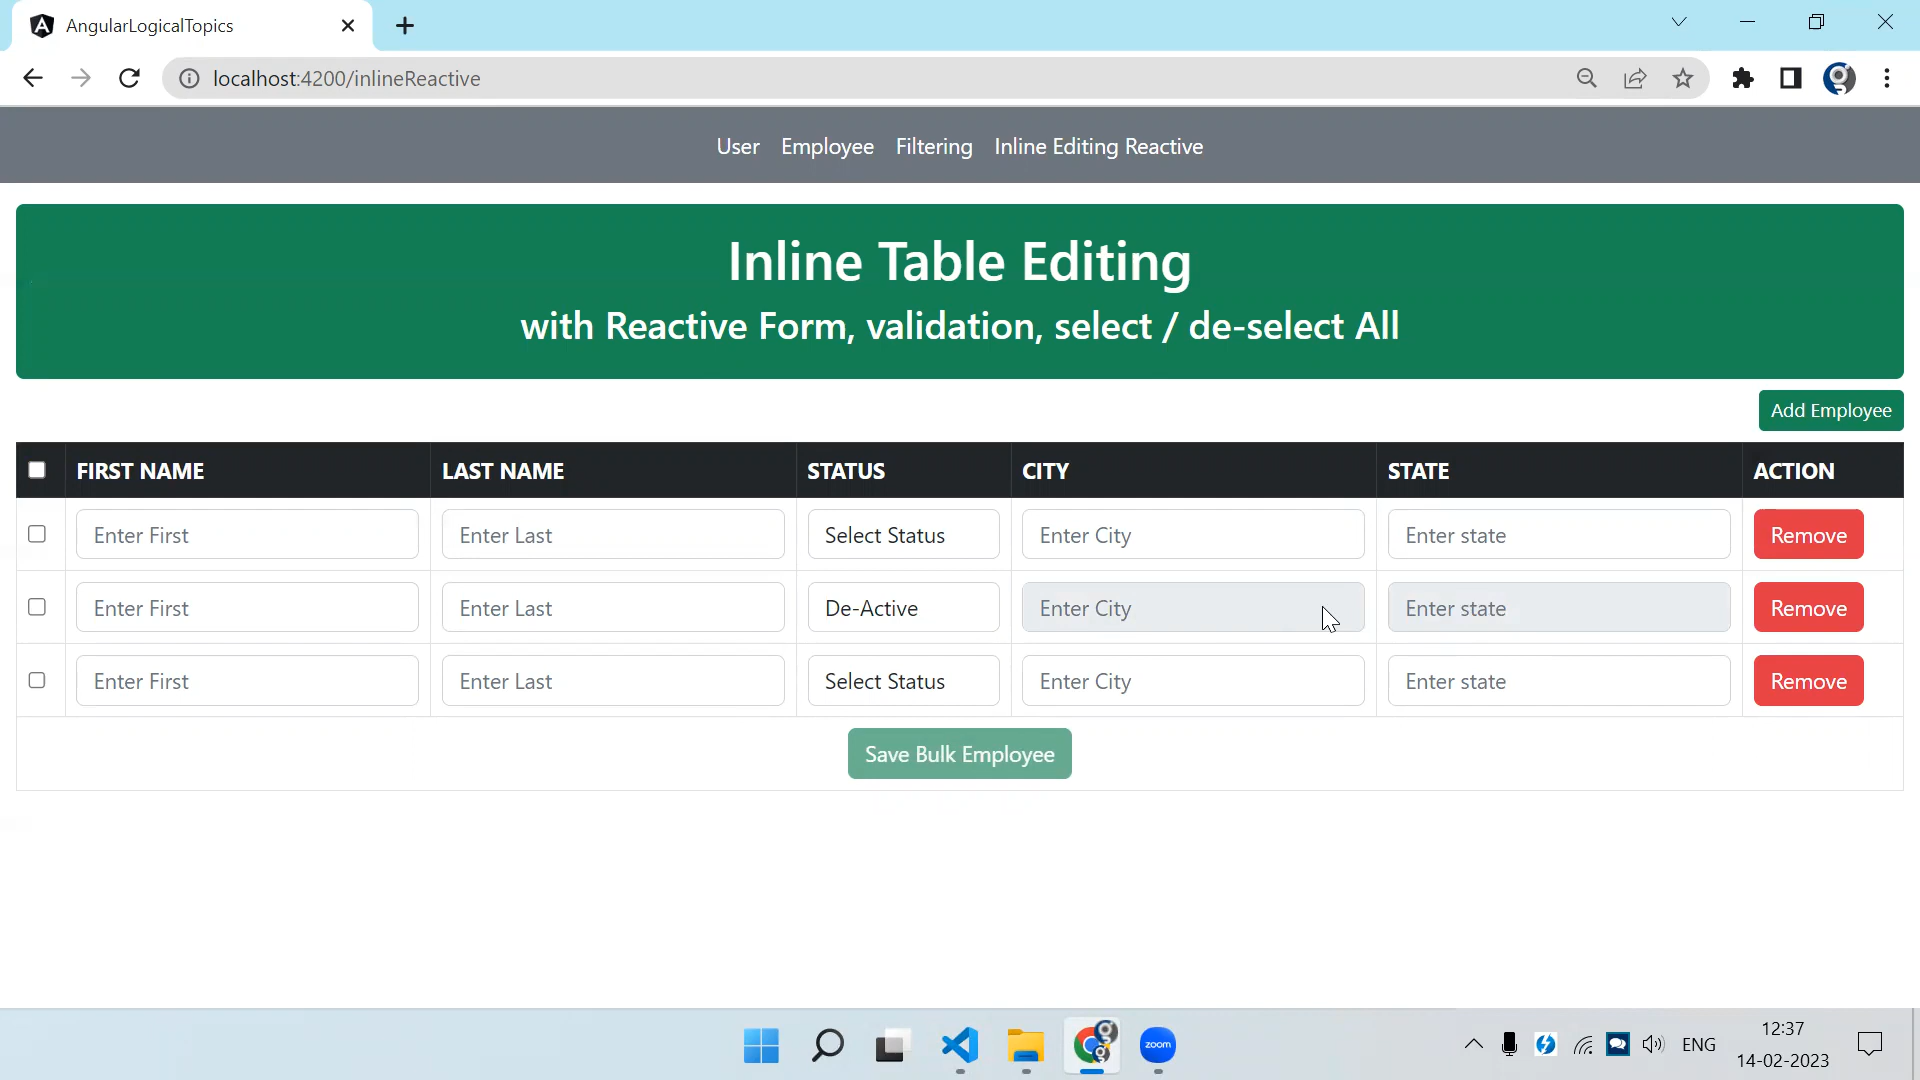 AngularLogicalTopics
localhost:4200/inlineReactive
User Employee Filtering Inline Editing Reactive
Inline Table Editing
with Reactive Form, validation, select / de-select All
Add Employee
FIRST NAME LAST NAME STATUS CITY STATE ACTION
Enter First Enter Last Select Status Enter City Enter state Remove
Enter First Enter Last De-Active Enter City Enter state Remove
Enter First Enter Last Select Status Enter City Enter state Remove
Save Bulk Employee
zoom
ENG
12:37
14-02-2023